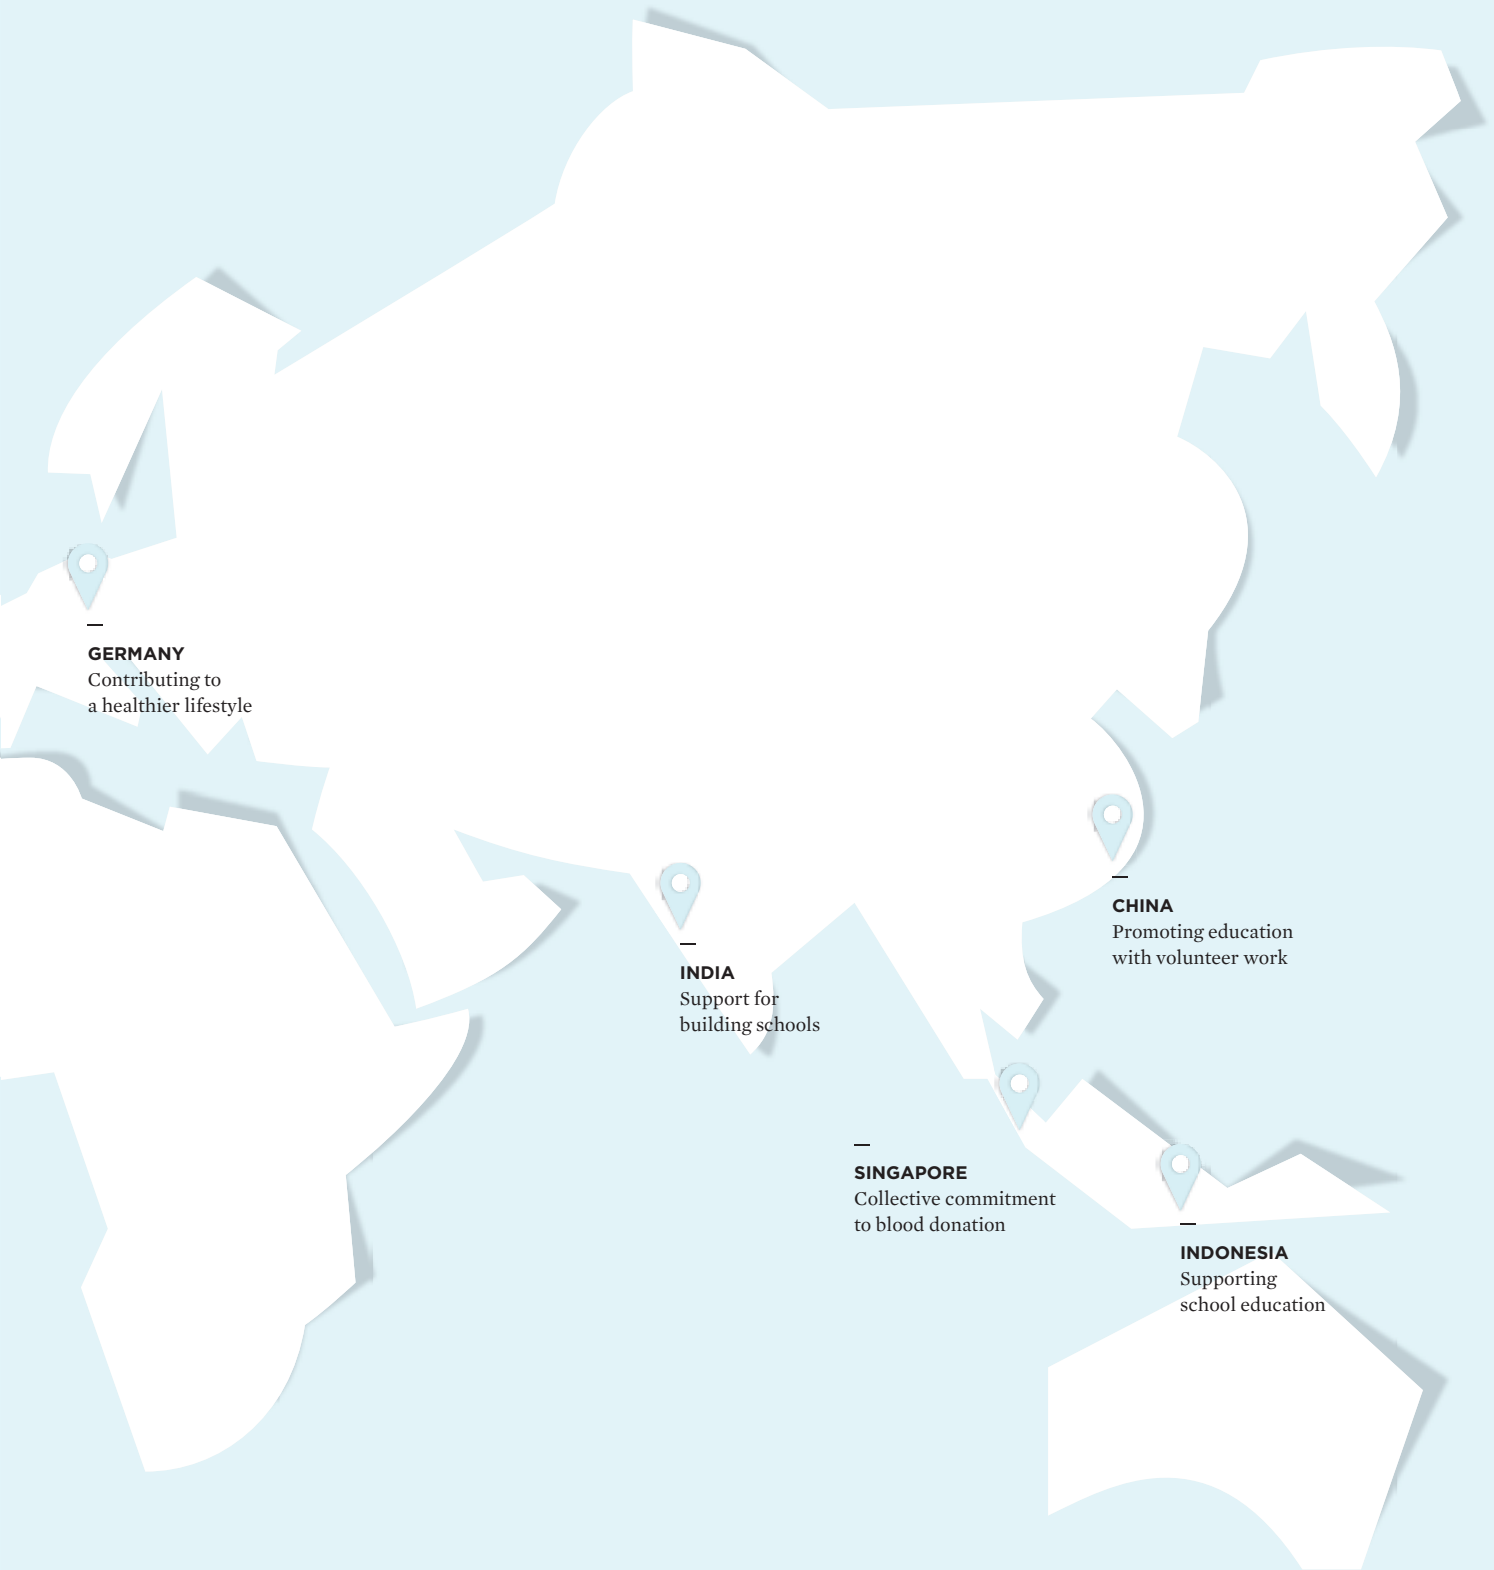 GERMANY
Contributing to
a healthier lifestyle
INDIA
Support for
building schools
CHINA
Promoting education
with volunteer work
SINGAPORE
Collective commitment
to blood donation
INDONESIA
Supporting
school education